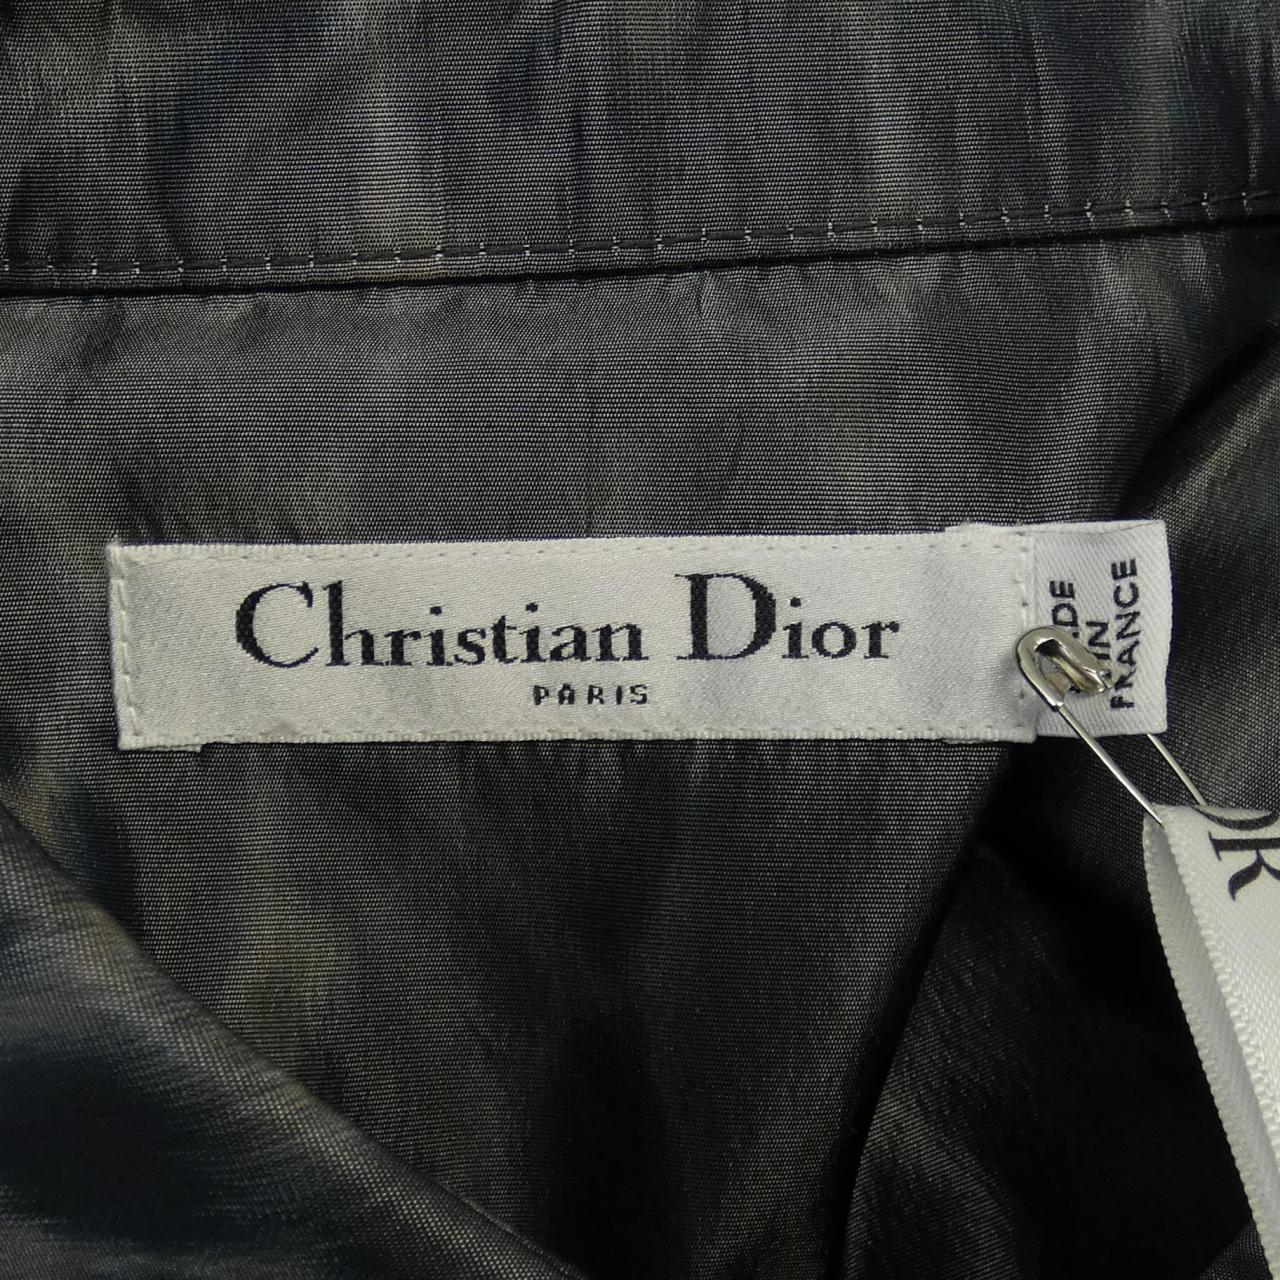 Christian Dior
PARIS
IN
FRANCE